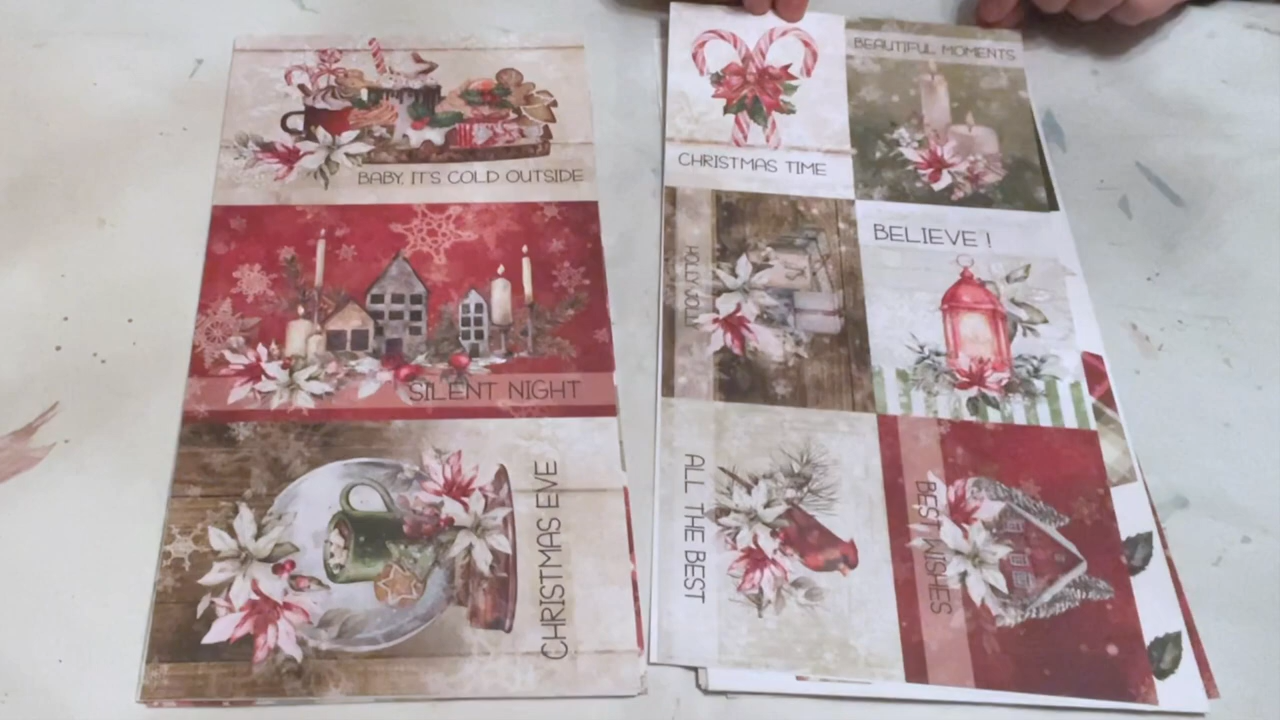 BABY, IT'S COLD OUTSIDE
SILENT NIGHT
CHRISTMAS EVE
CHRISTMAS TIME
BEAUTIFUL MOMENTS
HOLLY JOLLY
BELIEVE !
ALL THE BEST
BEST WISHES